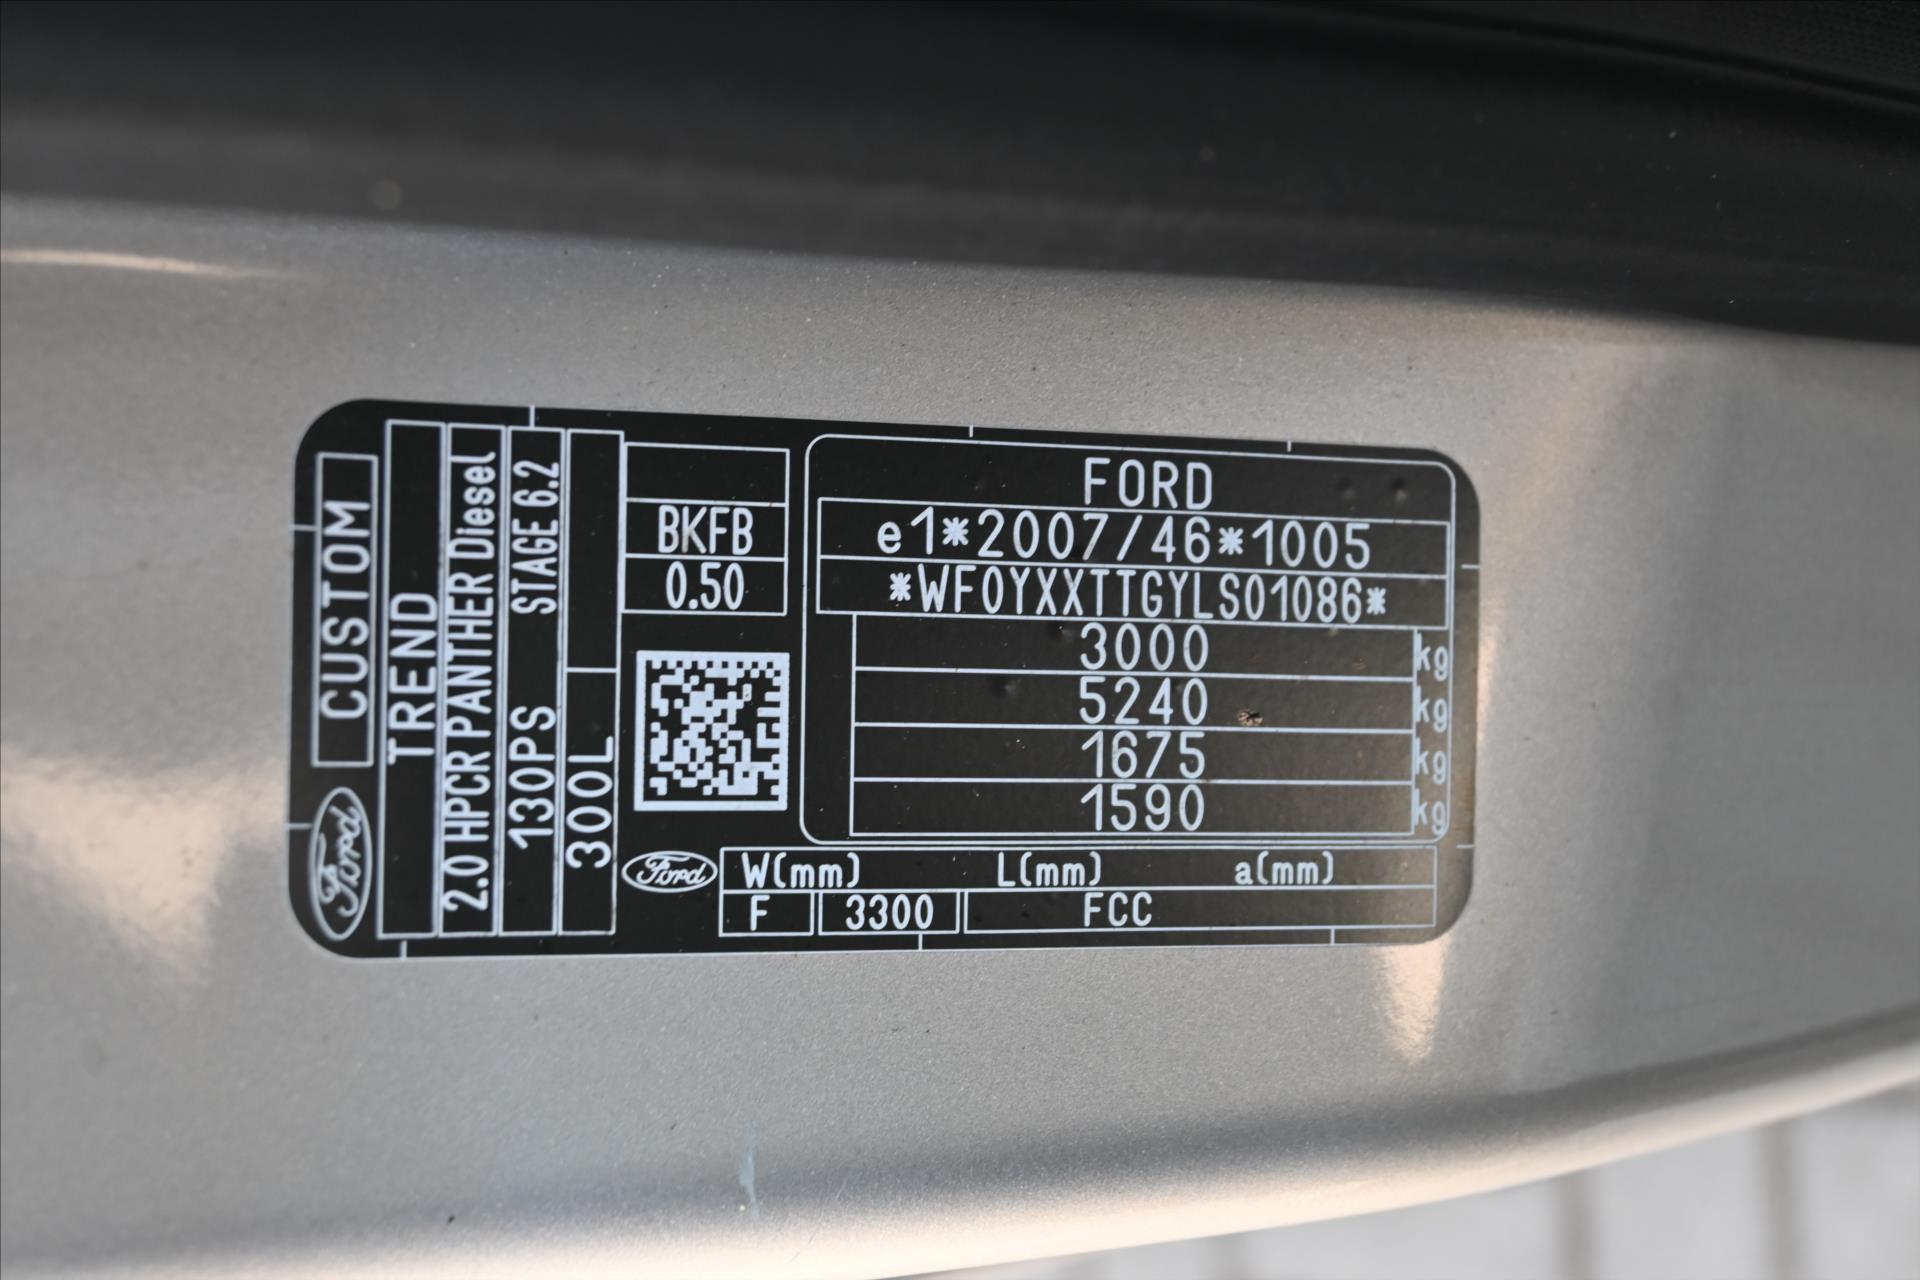 Ford
CUSTOM
TREND
2.0 HPCR PANTHER Diesel
130PS STAGE 6.2
300L
BKFB
0.50
FORD
e1*2007/46*1005
*WF0YXXTTGYLS01086*
3000 kg
5240 kg
1675 kg
1590 kg
Ford
W(mm) L(mm) a(mm)
F 3300 FCC